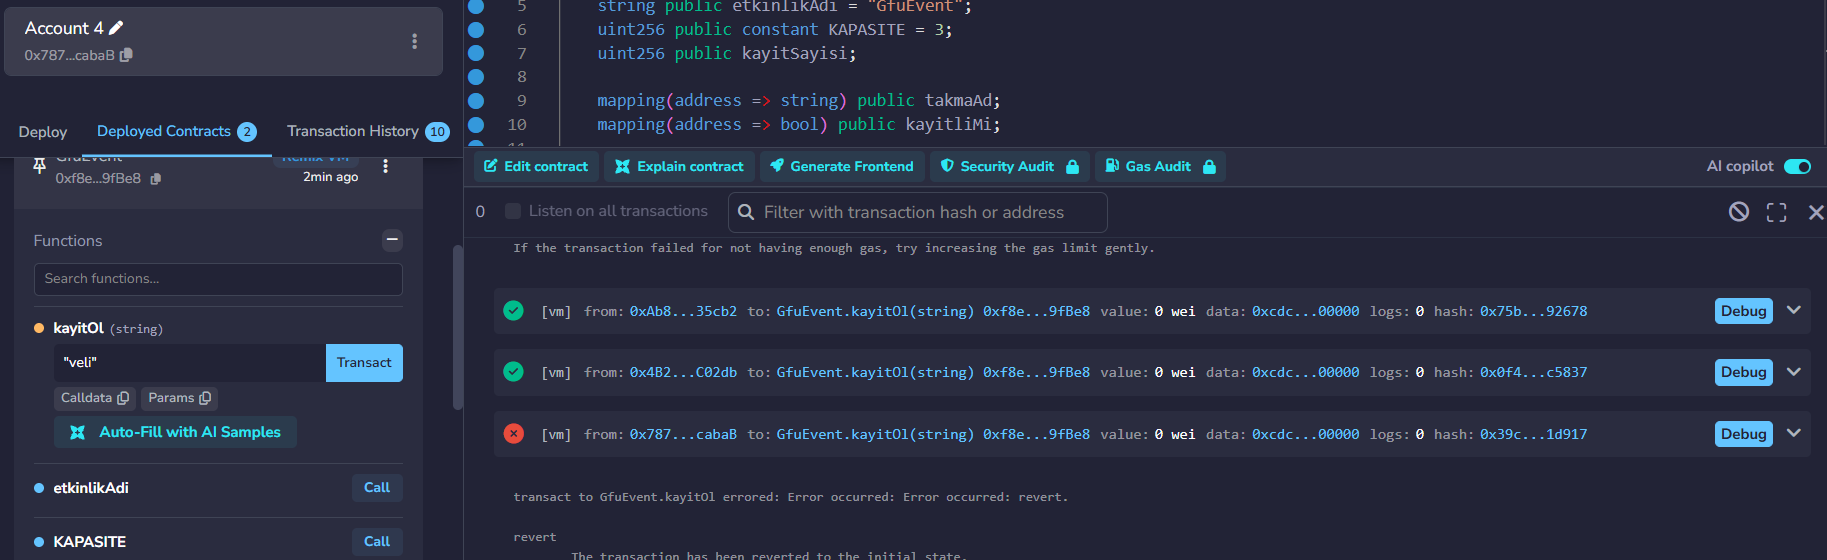 Account 4
0x787...cabaB
Deploy
Deployed Contracts 2
Transaction History 10
GfuEvent
Remix VM
0xf8e...9fBe8
2min ago
Functions
Search functions...
kayitOl (string)
"veli"
Transact
Calldata
Params
Auto-Fill with AI Samples
etkinlikAdi
Call
KAPASITE
Call
5 string public etkinlikAdi = "GfuEvent";
6 uint256 public constant KAPASITE = 3;
7 uint256 public kayitSayisi;
8
9 mapping(address => string) public takmaAd;
10 mapping(address => bool) public kayitliMi;
11
Edit contract
Explain contract
Generate Frontend
Security Audit
Gas Audit
AI copilot
0
Listen on all transactions
Filter with transaction hash or address
If the transaction failed for not having enough gas, try increasing the gas limit gently.
[vm] from: 0xAb8...35cb2 to: GfuEvent.kayitOl(string) 0xf8e...9fBe8 value: 0 wei data: 0xcdc...00000 logs: 0 hash: 0x75b...92678
Debug
[vm] from: 0x4B2...C02db to: GfuEvent.kayitOl(string) 0xf8e...9fBe8 value: 0 wei data: 0xcdc...00000 logs: 0 hash: 0x0f4...c5837
Debug
[vm] from: 0x787...cabaB to: GfuEvent.kayitOl(string) 0xf8e...9fBe8 value: 0 wei data: 0xcdc...00000 logs: 0 hash: 0x39c...1d917
Debug
transact to GfuEvent.kayitOl errored: Error occurred: Error occurred: revert.
revert
The transaction has been reverted to the initial state.